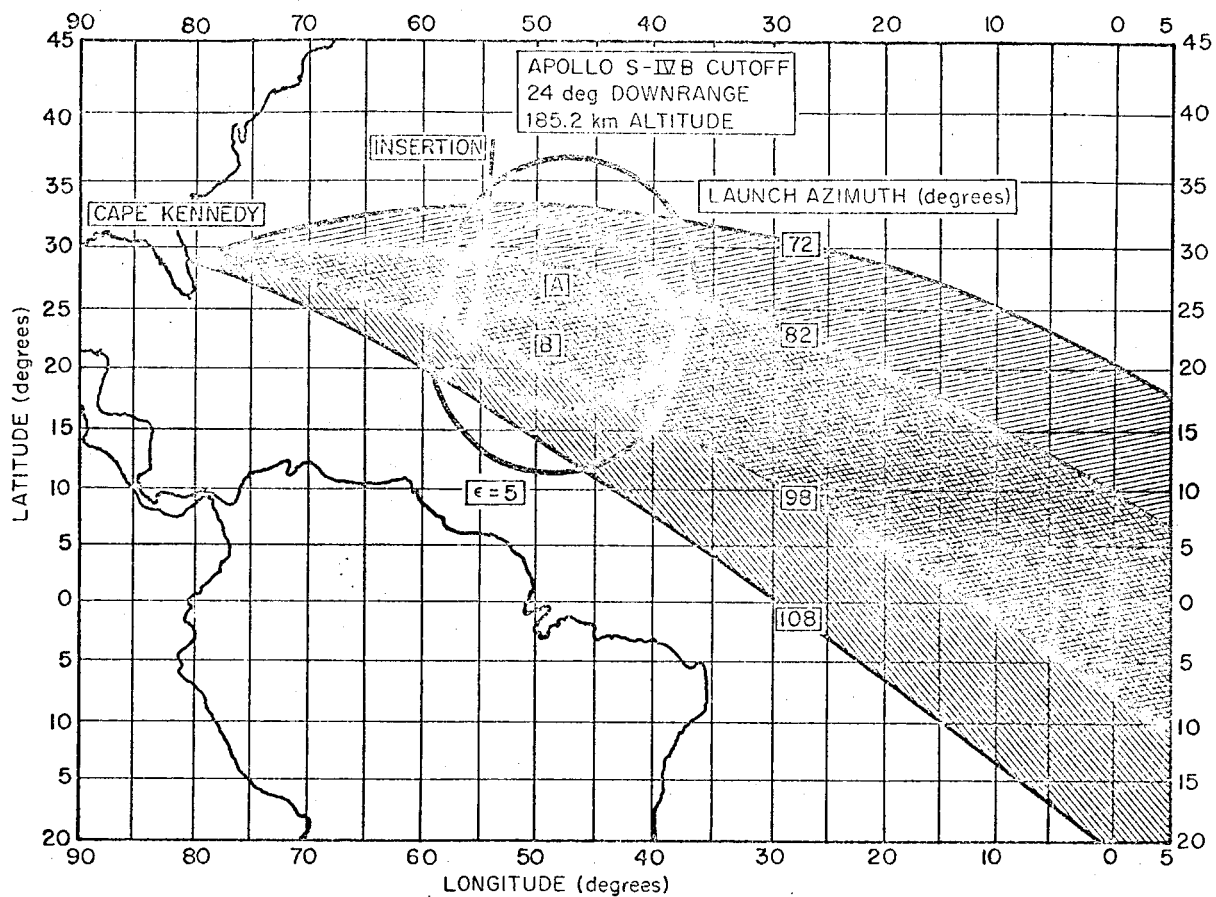 90 80 70 60 50 40 30 20 10 0 5
45 45
APOLLO S-IVB CUTOFF
24 deg DOWNRANGE
185.2 km ALTITUDE
40 40
INSERTION
35 35
LAUNCH AZIMUTH (degrees)
CAPE KENNEDY
30 72 30
25 A 25
82
B
20 20
15 15
10 ϵ=5 98 10
5 5
0 0
108
5 5
10 10
15 15
20 20
90 80 70 60 50 40 30 20 10 0 5
LATITUDE (degrees)
LONGITUDE (degrees)